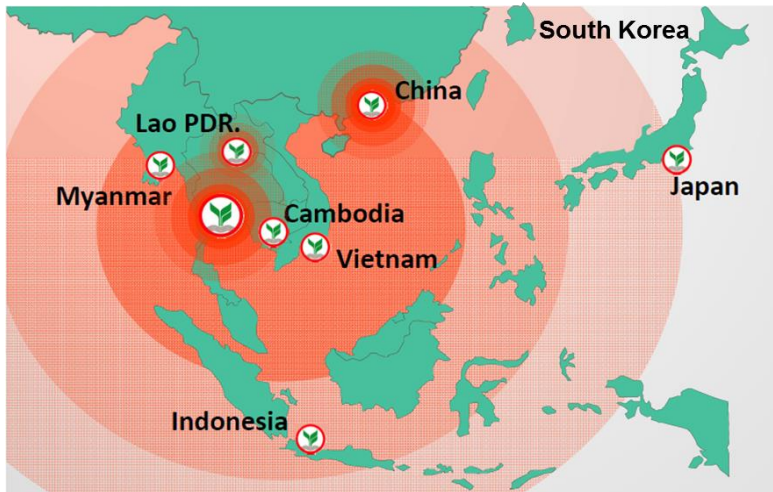 South Korea
China
Lao PDR.
Myanmar
Japan
Cambodia
Vietnam
Indonesia